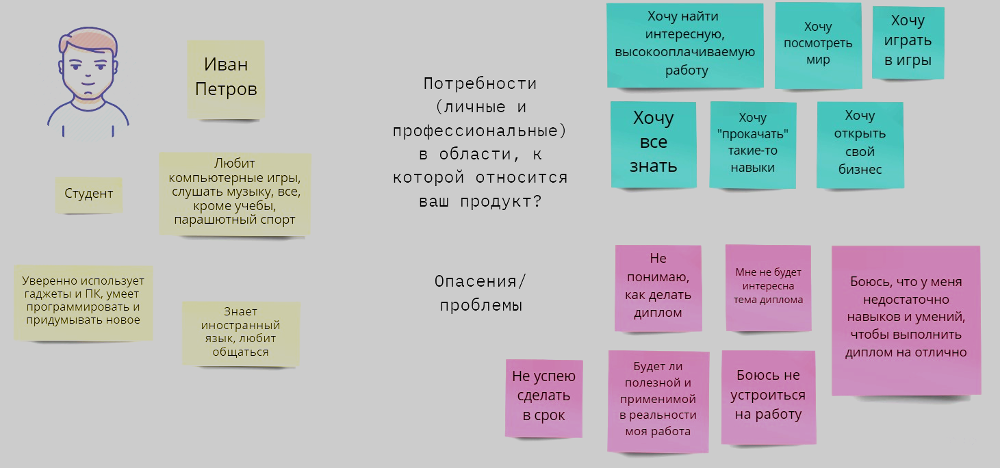 Иван
Петров
Студент
Любит
компьютерные игры,
слушать музыку, все,
кроме учебы,
парашютный спорт
Уверенно использует
гаджеты и ПК, умеет
программировать и
придумывать новое
Знает
иностранный
язык, любит
общаться
Потребности
(личные и
профессиональные)
в области, к
которой относится
ваш продукт?
Хочу найти
интересную,
высокооплачиваемую
работу
Хочу
посмотреть
мир
Хочу
играть
в игры
Хочу
все
знать
Хочу
"прокачать"
такие-то
навыки
Хочу
открыть
свой
бизнес
Опасения/
проблемы
Не
понимаю,
как делать
диплом
Мне не будет
интересна
тема диплома
Боюсь, что у меня
недостаточно
навыков и умений,
чтобы выполнить
диплом на отлично
Не успею
сделать
в срок
Будет ли
полезной и
применимой
в реальности
моя работа
Боюсь не
устроиться
на работу